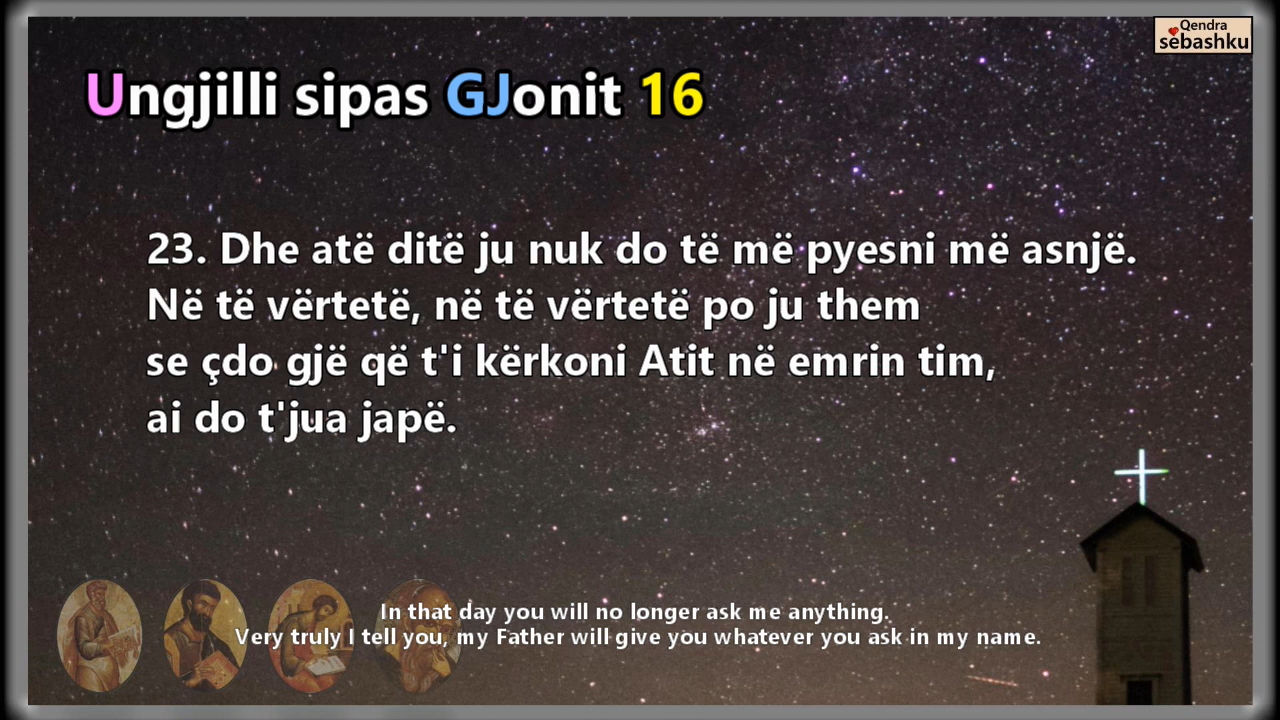 Qendra
sëbashku
Ungjilli sipas GJonit 16
23. Dhe atë ditë ju nuk do të më pyesni më asnjë.
Në të vërtetë, në të vërtetë po ju them
se çdo gjë që t'i kërkoni Atit në emrin tim,
ai do t'jua japë.
In that day you will no longer ask me anything.
Very truly I tell you, my Father will give you whatever you ask in my name.